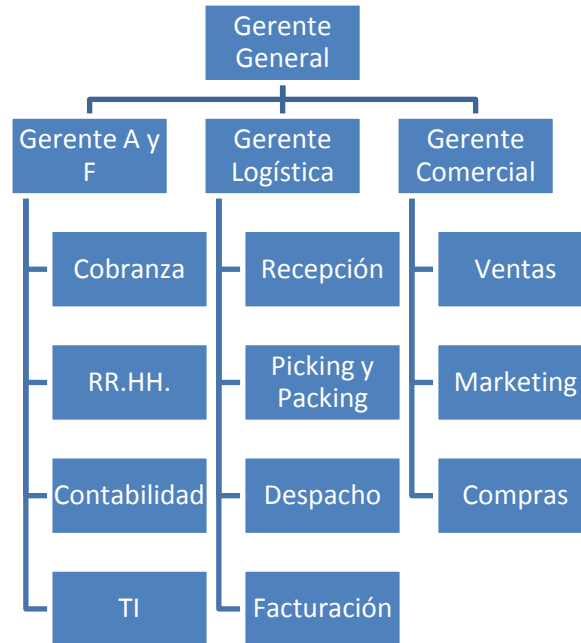 Gerente
General
Gerente A y
F
Gerente
Logística
Gerente
Comercial
Cobranza
Recepción
Ventas
RR.HH.
Picking y
Packing
Marketing
Contabilidad
Despacho
Compras
TI
Facturación